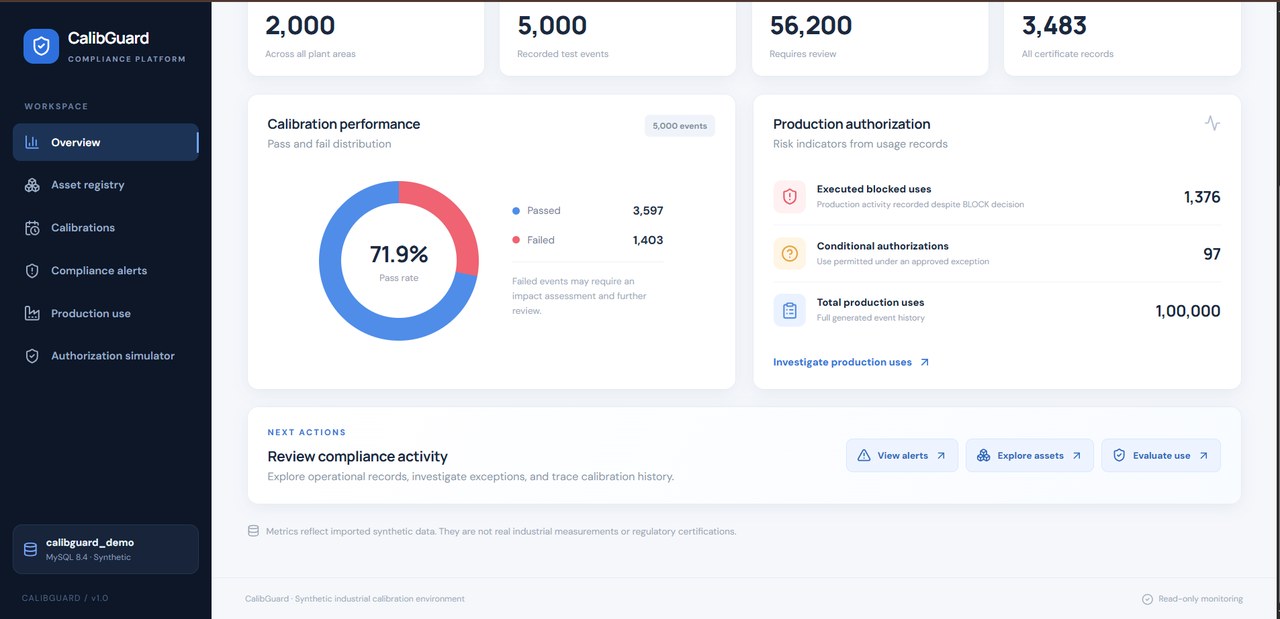 CalibGuard
COMPLIANCE PLATFORM
WORKSPACE
Overview
Asset registry
Calibrations
Compliance alerts
Production use
Authorization simulator
calibguard_demo
MySQL 8.4 · Synthetic
CALIBGUARD / v1.0
2,000
Across all plant areas
5,000
Recorded test events
56,200
Requires review
3,483
All certificate records
Calibration performance
Pass and fail distribution
5,000 events
71.9%
Pass rate
Passed 3,597
Failed 1,403
Failed events may require an
impact assessment and further
review.
Production authorization
Risk indicators from usage records
Executed blocked uses
Production activity recorded despite BLOCK decision
1,376
Conditional authorizations
Use permitted under an approved exception
97
Total production uses
Full generated event history
1,00,000
Investigate production uses
NEXT ACTIONS
Review compliance activity
Explore operational records, investigate exceptions, and trace calibration history.
View alerts
Explore assets
Evaluate use
Metrics reflect imported synthetic data. They are not real industrial measurements or regulatory certifications.
CalibGuard · Synthetic industrial calibration environment
Read-only monitoring